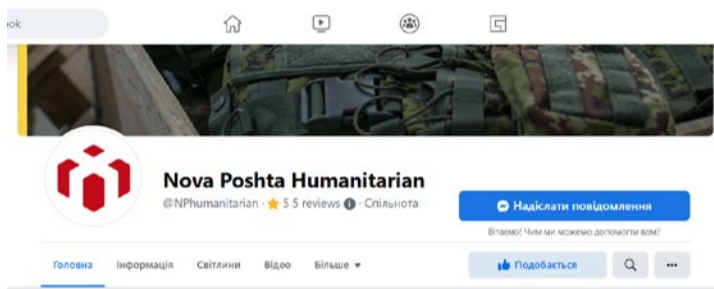 ok
Nova Poshta Humanitarian
@NPhumanitarian · 5 5 reviews · Спільнота
Надіслати повідомлення
Вітаємо! Чим ми можемо допомогти вам?
Головна Інформація Світлини Відео Більше
Подобається